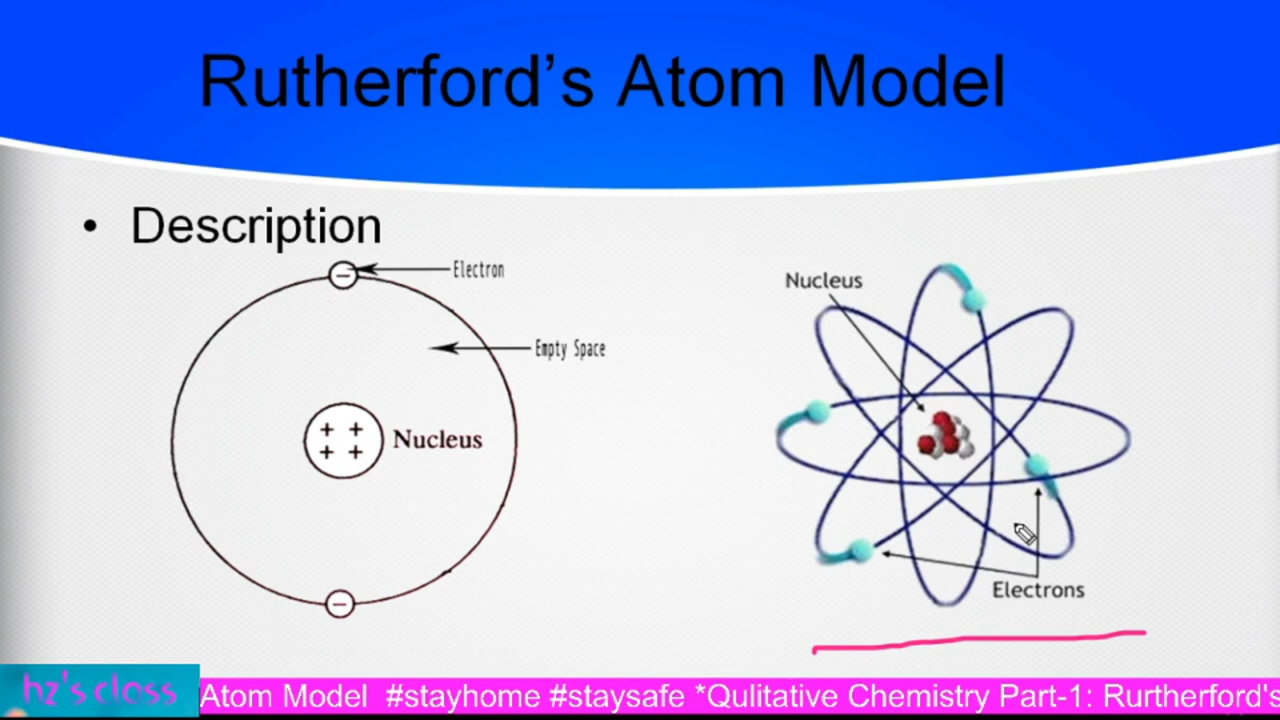 Rutherford’s Atom Model
• Description
Electron
Empty Space
Nucleus
Nucleus
Electrons
hz's class
Atom Model #stayhome #staysafe *Qulitative Chemistry Part-1: Rurtherford's